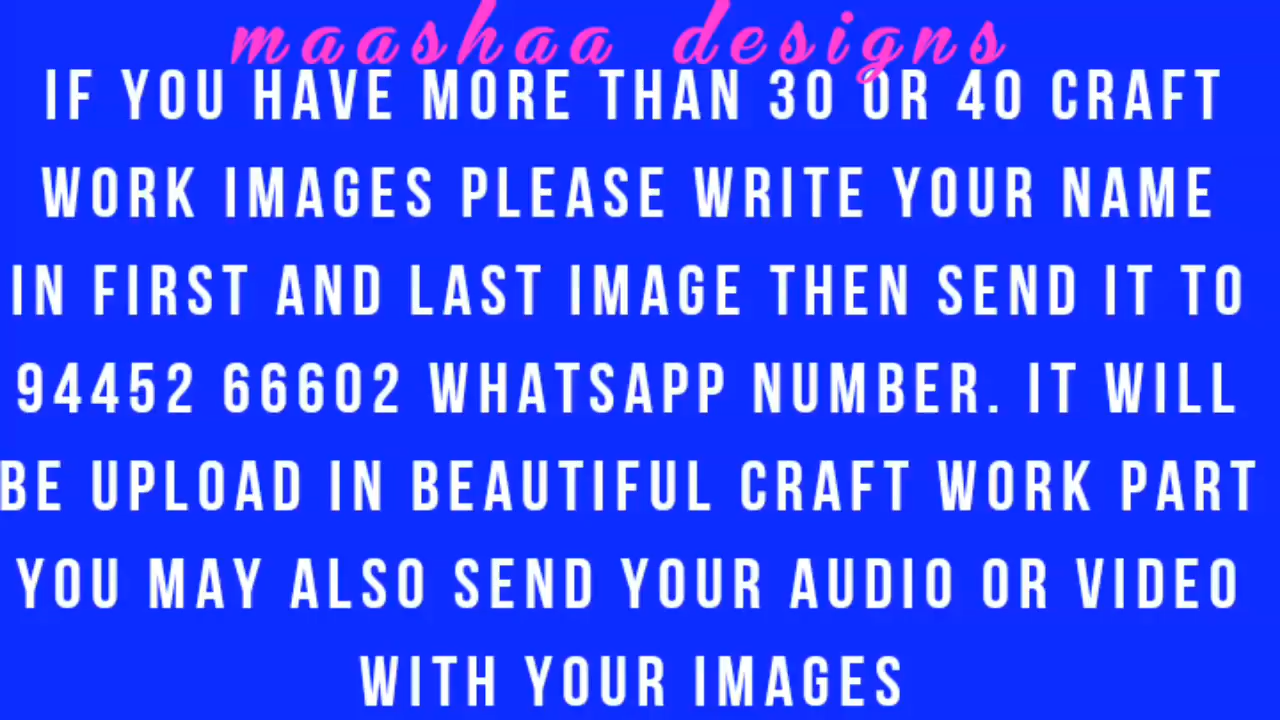 maashaa designs
IF YOU HAVE MORE THAN 30 OR 40 CRAFT
WORK IMAGES PLEASE WRITE YOUR NAME
IN FIRST AND LAST IMAGE THEN SEND IT TO
94452 66602 WHATSAPP NUMBER. IT WILL
BE UPLOAD IN BEAUTIFUL CRAFT WORK PART
YOU MAY ALSO SEND YOUR AUDIO OR VIDEO
WITH YOUR IMAGES